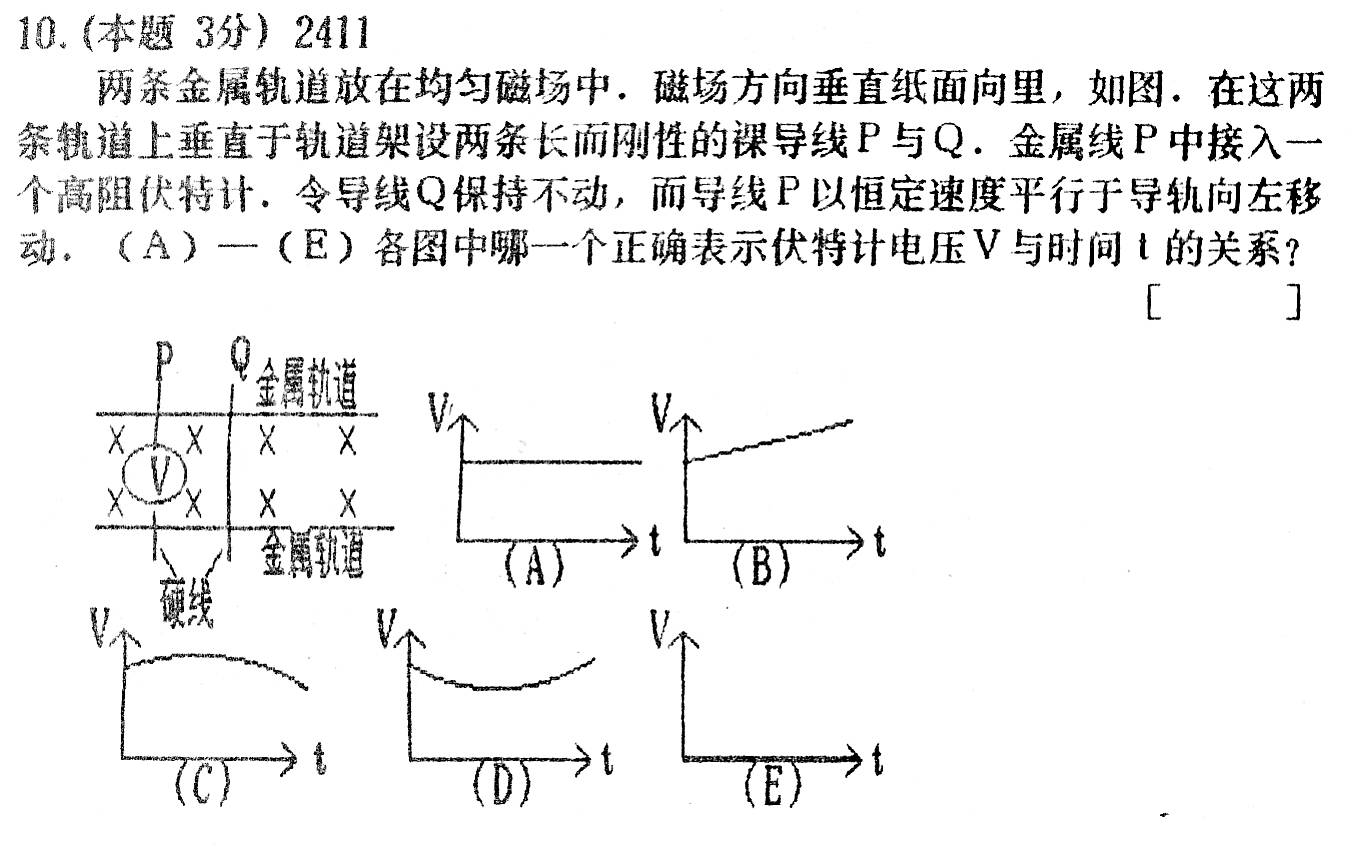 10. (本题 3分) 2411
两条金属轨道放在均匀磁场中．磁场方向垂直纸面向里，如图．在这两
条轨道上垂直于轨道架设两条长而刚性的裸导线P与Q．金属线P中接入一
个高阻伏特计．令导线Q保持不动，而导线P以恒定速度平行于导轨向左移
动．（A）—（E）各图中哪一个正确表示伏特计电压V与时间t的关系？
[ ]
P Q 金属轨道
× × × ×
V
× × × ×
金属轨道
硬线
V t (A)
V t (B)
V t (C)
V t (D)
V t (E)